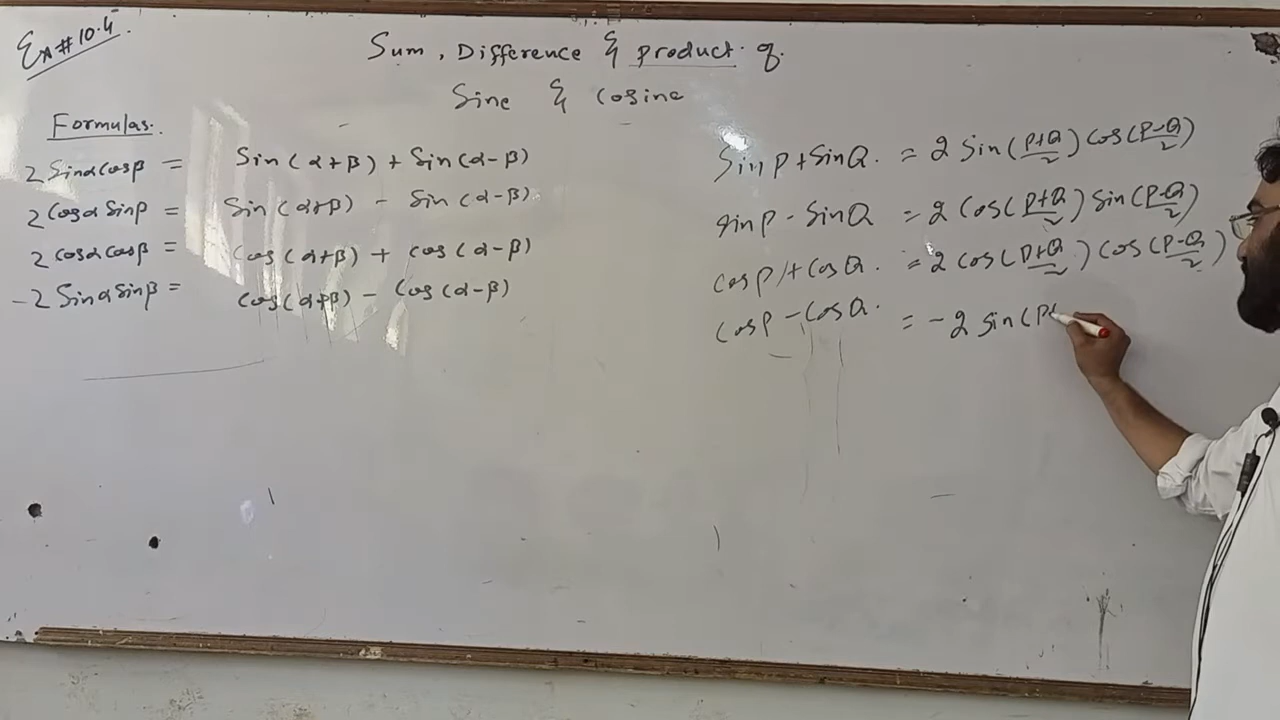 Ex # 10.4.
Sum, Difference & product of
Sine & Cosine
Formulas.
2 Sinα Cosβ = Sin(α+β) + Sin(α-β)
2 Cosα Sinβ = Sin(α+β) - Sin(α-β)
2 Cosα Cosβ = Cos(α+β) + Cos(α-β)
-2 Sinα Sinβ = Cos(α+β) - Cos(α-β)
Sin P + Sin Q. = 2 Sin(P+Q/2) Cos(P-Q/2)
Sin P - Sin Q = 2 Cos(P+Q/2) Sin(P-Q/2)
Cos P + Cos Q. = 2 Cos(P+Q/2) Cos(P-Q/2)
Cos P - Cos Q. = -2 Sin(P